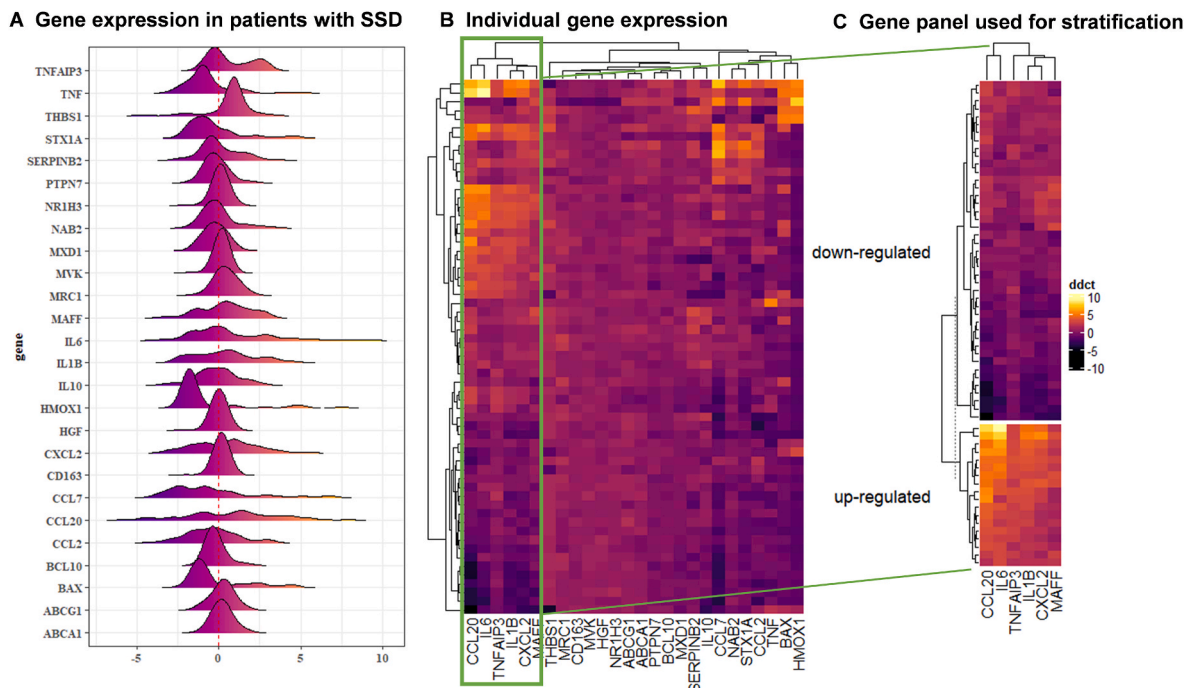 A Gene expression in patients with SSD
B Individual gene expression
C Gene panel used for stratification
TNFAIP3
TNF
THBS1
STX1A
SERPINB2
PTPN7
NR1H3
NAB2
MXD1
MVK
MRC1
MAFF
IL6
IL1B
IL10
HMOX1
HGF
CXCL2
CD163
CCL7
CCL20
CCL2
BCL10
BAX
ABCG1
ABCA1
gene
-5
0
5
10
CCL20
IL6
TNFAIP3
IL1B
CXCL2
MAFF
THBS1
MRC1
CD163
MVK
HGF
NR1H3
ABCG1
ABCA1
PTPN7
BCL10
MXD1
SERPINB2
IL10
CCL7
NAB2
STX1A
CCL2
TNF
BAX
HMOX1
down-regulated
up-regulated
ddct
10
5
0
-5
-10
CCL20
IL6
TNFAIP3
IL1B
CXCL2
MAFF